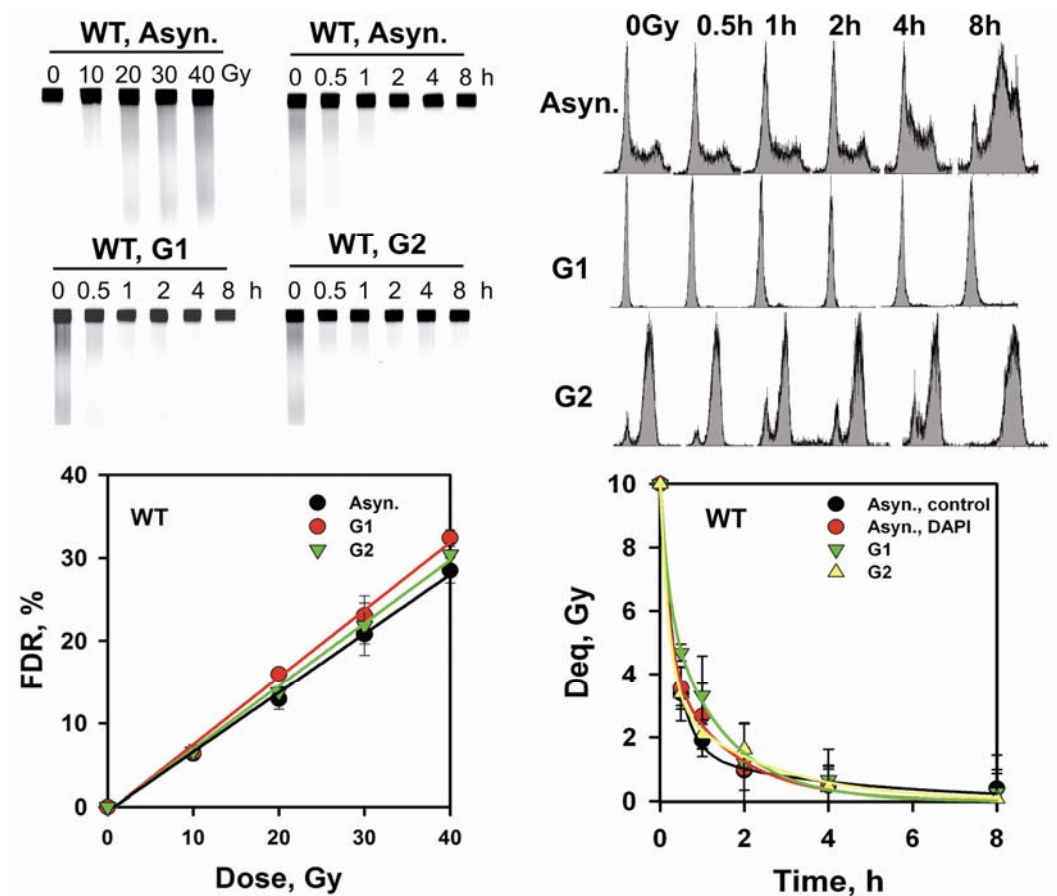 WT, Asyn.
0 10 20 30 40 Gy
WT, Asyn.
0 0.5 1 2 4 8 h
WT, G1
0 0.5 1 2 4 8 h
WT, G2
0 0.5 1 2 4 8 h
0Gy 0.5h 1h 2h 4h 8h
Asyn.
G1
G2
40
30
20
10
0
FDR, %
WT
Asyn.
G1
G2
0 10 20 30 40
Dose, Gy
10
8
6
4
2
0
Deq, Gy
WT
Asyn., control
Asyn., DAPI
G1
G2
0 2 4 6 8
Time, h